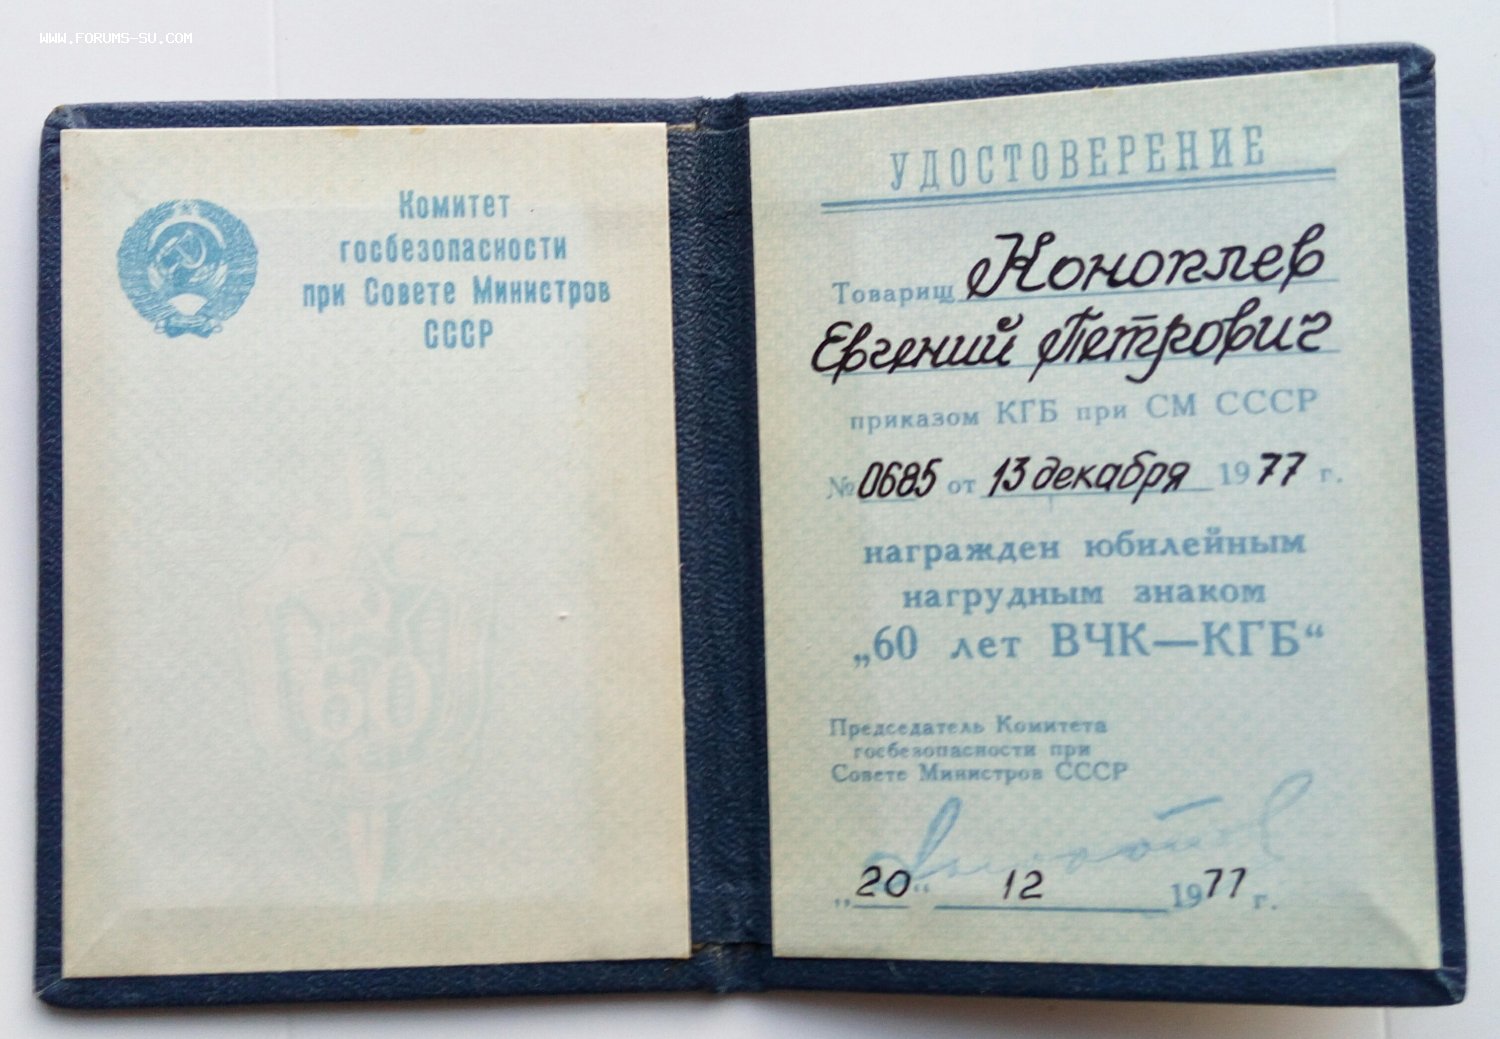 WWW.FORUMS-SU.COM
Комитет
госбезопасности
при Совете Министров
СССР
60
УДОСТОВЕРЕНИЕ
Товарищ Коноплев
Евгений Петрович
приказом КГБ при СМ СССР
№ 0685 от 13 декабря 1977 г.
награжден юбилейным
нагрудным знаком
„60 лет ВЧК—КГБ“
Председатель Комитета
госбезопасности при
Совете Министров СССР
„20“ 12 1977 г.